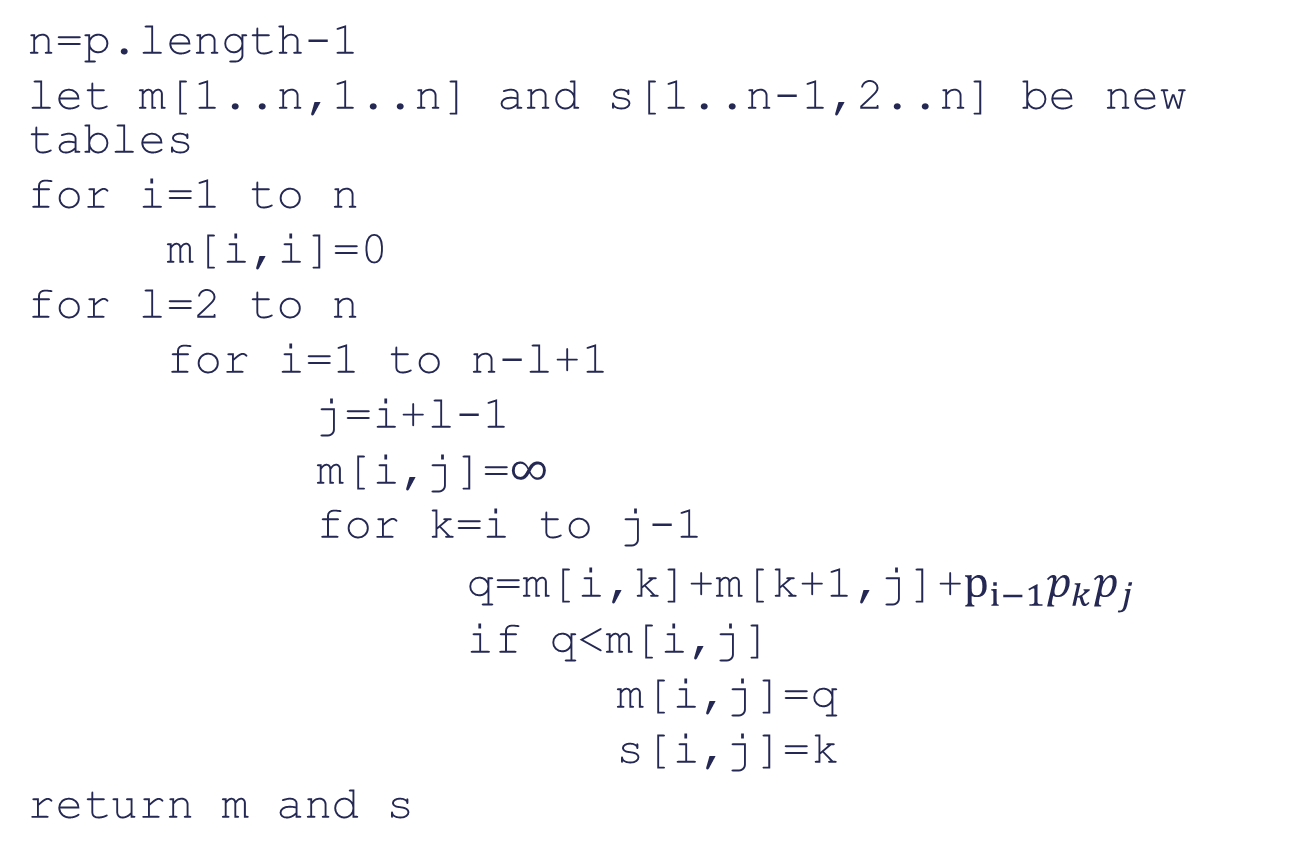 n=p.length-1
let m[1..n,1..n] and s[1..n-1,2..n] be new
tables
for i=1 to n
m[i,i]=0
for l=2 to n
for i=1 to n-l+1
j=i+l-1
m[i,j]=∞
for k=i to j-1
q=m[i,k]+m[k+1,j]+pᵢ₋₁pₖpⱼ
if q<m[i,j]
m[i,j]=q
s[i,j]=k
return m and s